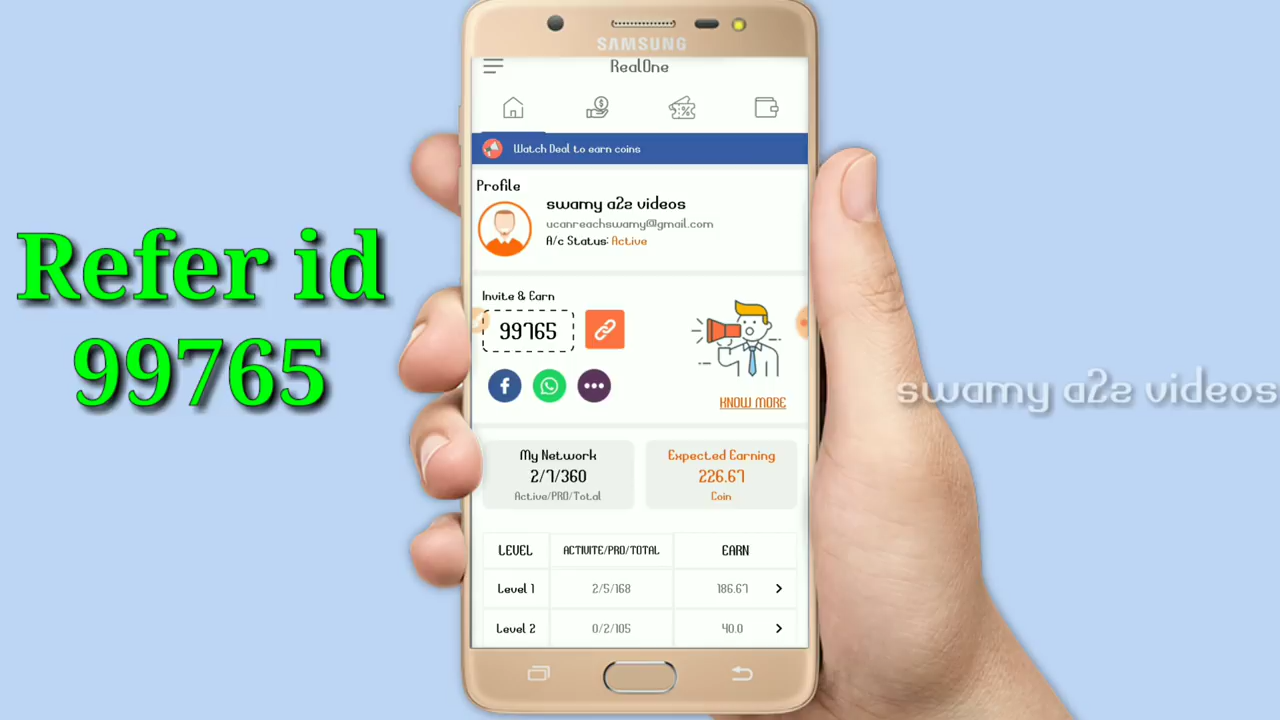 Refer id
99765
SAMSUNG
RealOne
Watch Deal to earn coins
Profile
swamy a2z videos
ucanreachswamy@gmail.com
A/c Status: Active
Invite & Earn
99765
KNOW MORE
My Network
2/7/360
Active/PRO/Total
Expected Earning
226.67
Coin
LEVEL ACTIVITE/PRO/TOTAL EARN
Level 1 2/5/168 186.67
Level 2 0/2/105 40.0
swamy a2z videos